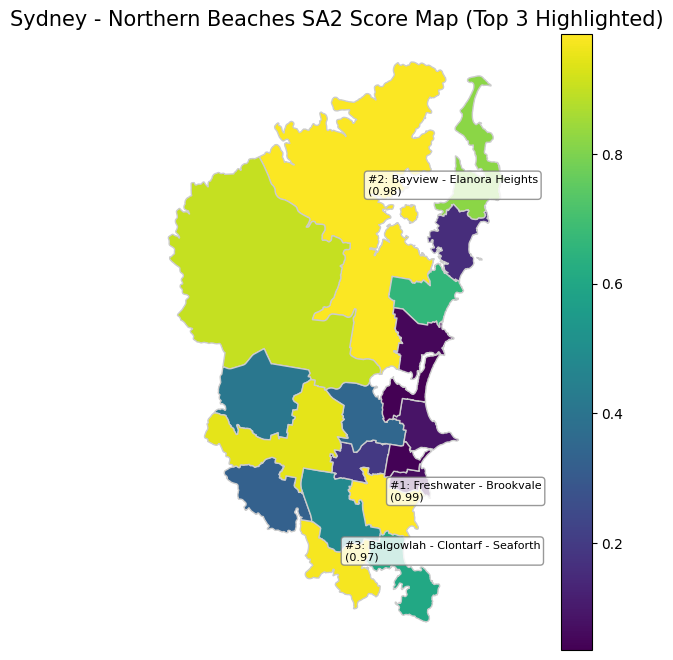 Sydney - Northern Beaches SA2 Score Map (Top 3 Highlighted)
#2: Bayview - Elanora Heights
(0.98)
#1: Freshwater - Brookvale
(0.99)
#3: Balgowlah - Clontarf - Seaforth
(0.97)
0.8
0.6
0.4
0.2